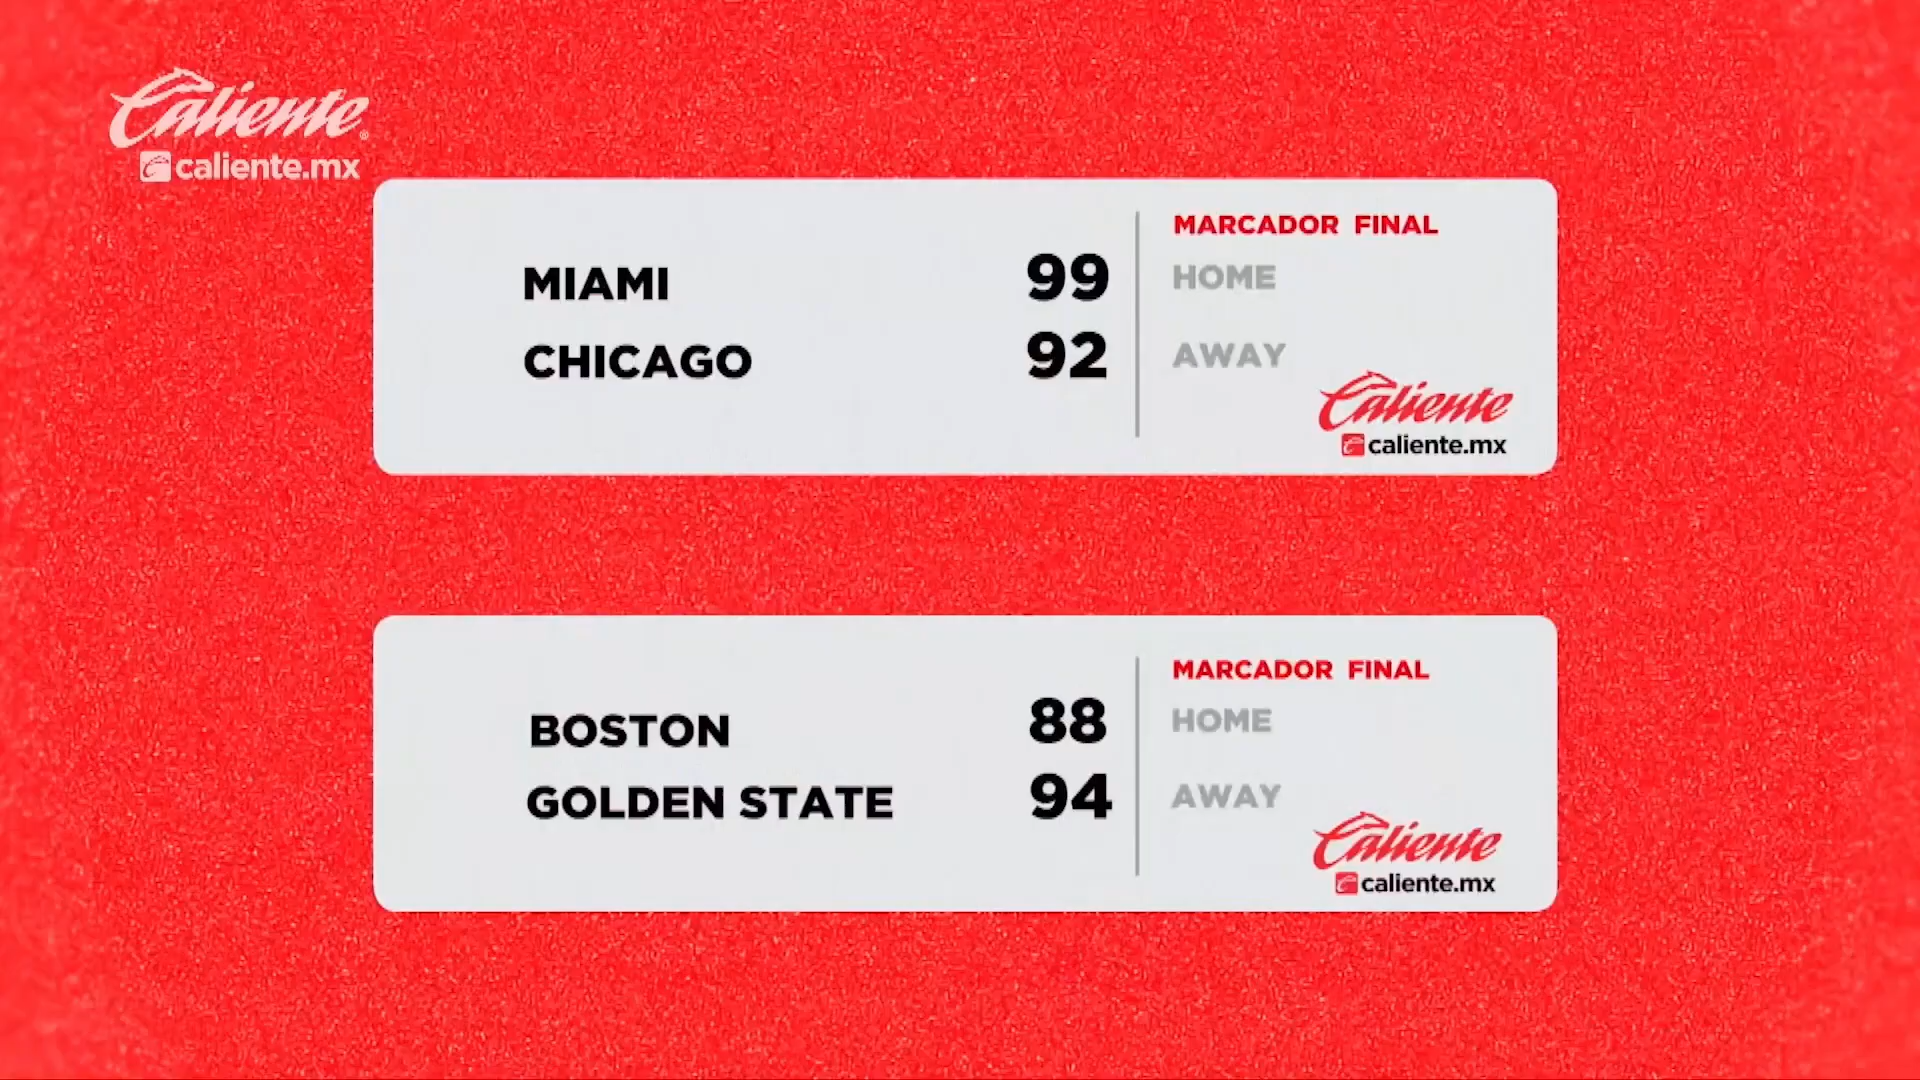 Caliente
caliente.mx
MARCADOR FINAL
MIAMI 99 HOME
CHICAGO 92 AWAY
Caliente
caliente.mx
MARCADOR FINAL
BOSTON 88 HOME
GOLDEN STATE 94 AWAY
Caliente
caliente.mx